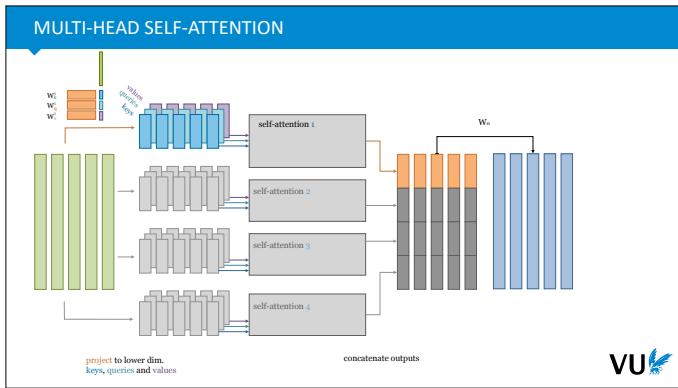 MULTI-HEAD SELF-ATTENTION
values
queries
keys
self-attention 1
self-attention 2
self-attention 3
self-attention 4
Wₒ
project to lower dim.
keys, queries and values
concatenate outputs
VU